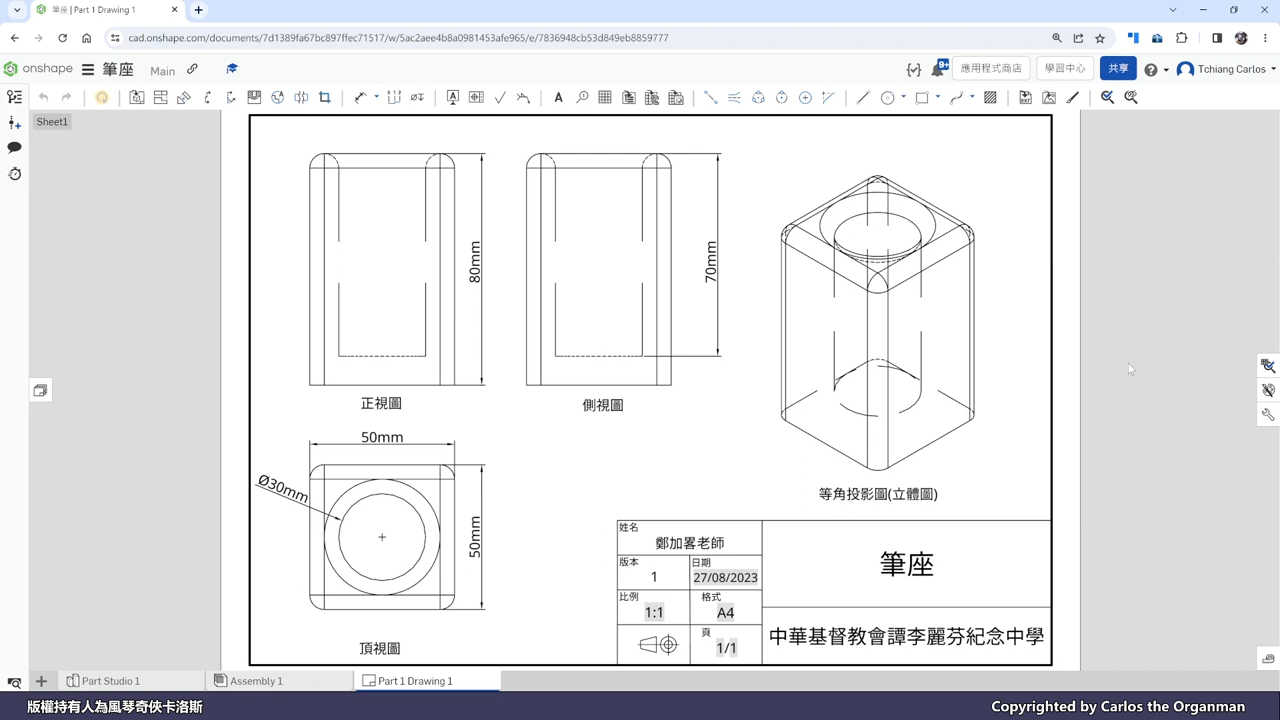 筆座 | Part 1 Drawing 1
cad.onshape.com/documents/7d1389fa67bc897ffec71517/w/5ac2aee4b8a0981453afe965/e/7836948cb53d849eb8859777
onshape 筆座 Main
9+ 應用程式商店 學習中心 共享 Tchiang Carlos
Sheet1
80mm
70mm
正視圖
側視圖
50mm
Ø30mm
50mm
頂視圖
等角投影圖(立體圖)
姓名
鄭加畧老師
版本
1
日期
27/08/2023
比例
1:1
格式
A4
頁
1/1
筆座
中華基督教會譚李麗芬紀念中學
Part Studio 1
Assembly 1
Part 1 Drawing 1
版權持有人為風琴奇俠卡洛斯
Copyrighted by Carlos the Organman